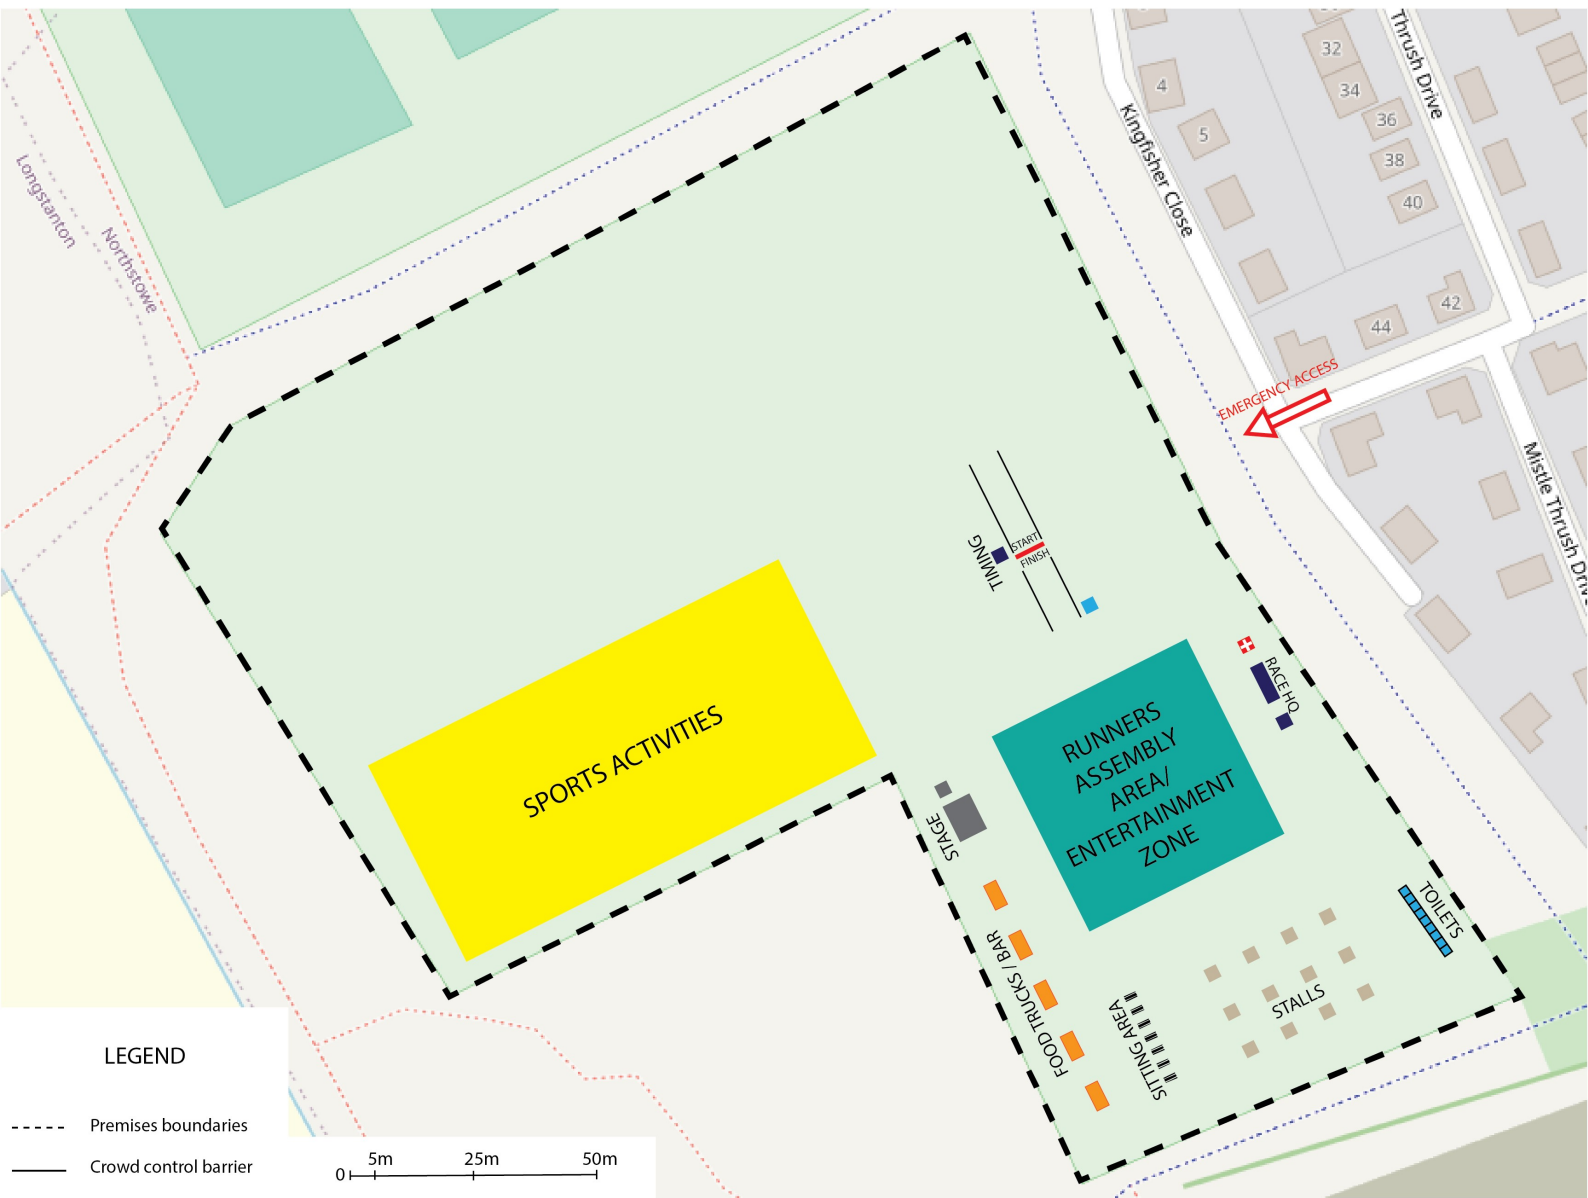 Longstanton
Northstowe
Kingfisher Close
Thrush Drive
4
5
32
34
36
38
40
42
44
EMERGENCY ACCESS
Mistle Thrush Driv
TIMING
START
FINISH
RACE HQ
SPORTS ACTIVITIES
RUNNERS
ASSEMBLY
AREA/
ENTERTAINMENT
ZONE
STAGE
FOOD TRUCKS / BAR
SITTING AREA
STALLS
TOILETS
LEGEND
Premises boundaries
Crowd control barrier
0
5m
25m
50m